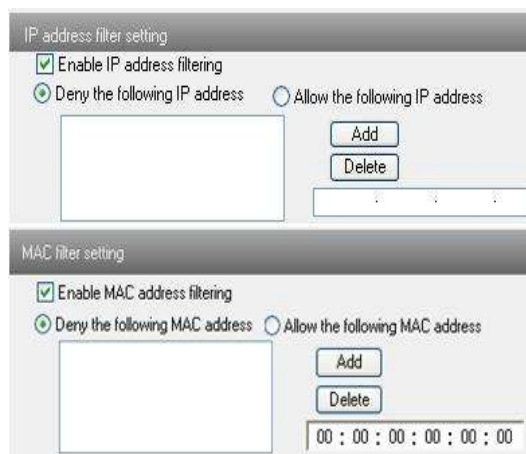 IP address filter setting
Enable IP address filtering
Deny the following IP address Allow the following IP address
Add
Delete
. . .
MAC filter setting
Enable MAC address filtering
Deny the following MAC address Allow the following MAC address
Add
Delete
00 : 00 : 00 : 00 : 00 : 00